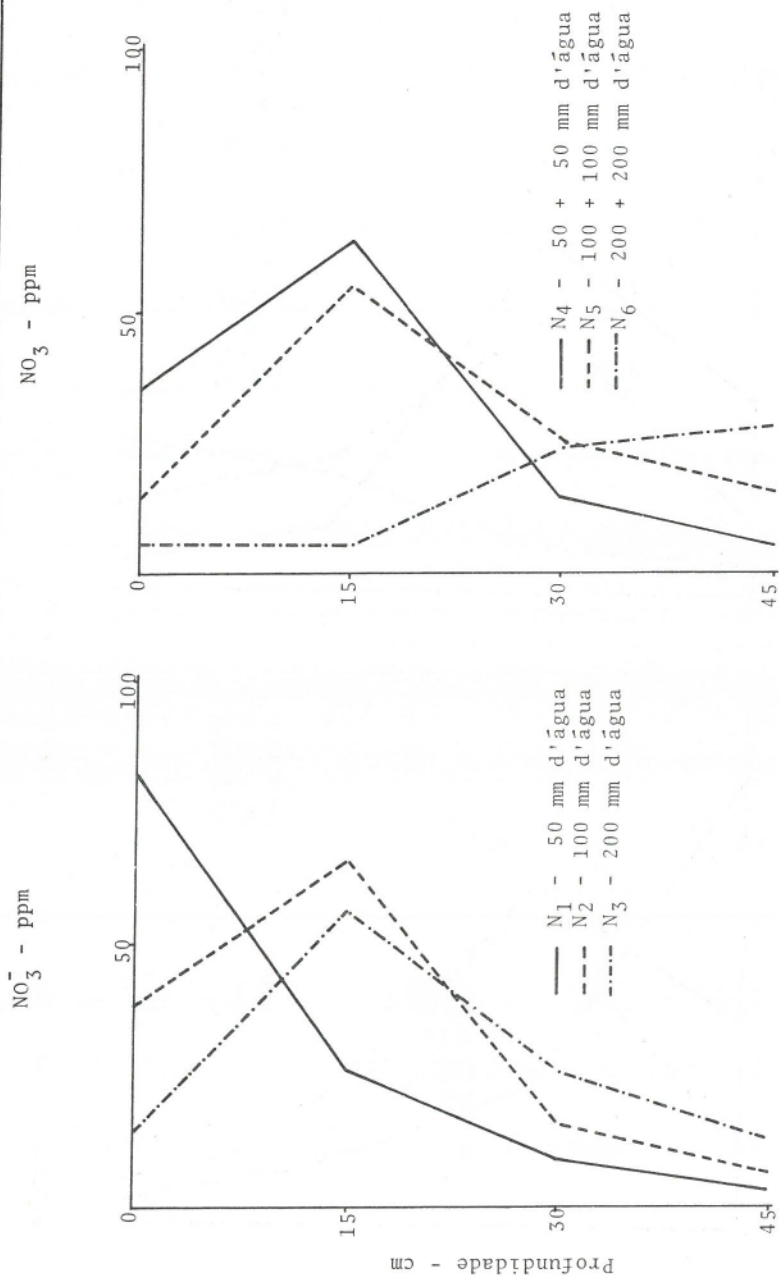 NO3 - ppm
100
50
0
15
30
45
N4 - 50 + 50 mm d'água
N5 - 100 + 100 mm d'água
N6 - 200 + 200 mm d'água
NO3- - ppm
100
50
0
15
30
45
Profundidade - cm
N1 - 50 mm d'água
N2 - 100 mm d'água
N3 - 200 mm d'água